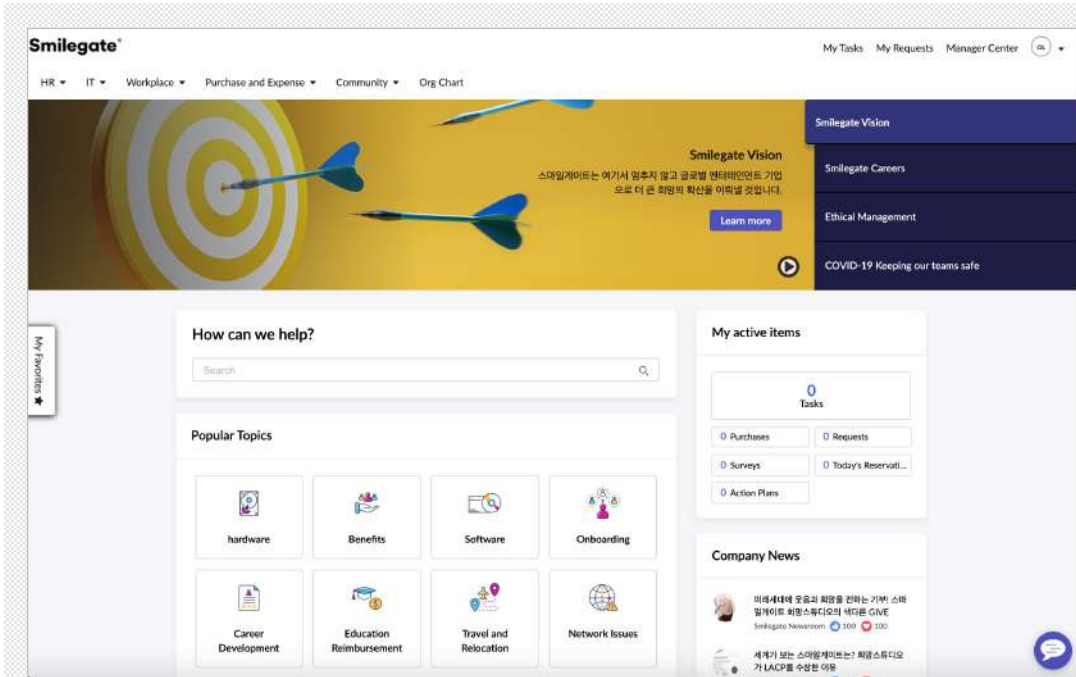 Smilegate
My Tasks My Requests Manager Center OL
HR IT Workplace Purchase and Expense Community Org Chart
Smilegate Vision
스마일게이트는 여기서 멈추지 않고 글로벌 엔터테인먼트 기업
으로 더 큰 희망의 확산을 이뤄낼 것입니다.
Learn more
Smilegate Vision
Smilegate Careers
Ethical Management
COVID-19 Keeping our teams safe
My Favorites
How can we help?
Search
Popular Topics
hardware
Benefits
Software
Onboarding
Career
Development
Education
Reimbursement
Travel and
Relocation
Network Issues
My active items
0
Tasks
0 Purchases
0 Requests
0 Surveys
0 Today's Reservati...
0 Action Plans
Company News
미래세대에 웃음과 희망을 전하는 기부! 스마
일게이트 희망스튜디오의 색다른 GIVE
Smilegate Newsroom 100 100
세계가 보는 스마일게이트는? 희망스튜디오
가 LACP를 수상한 이유